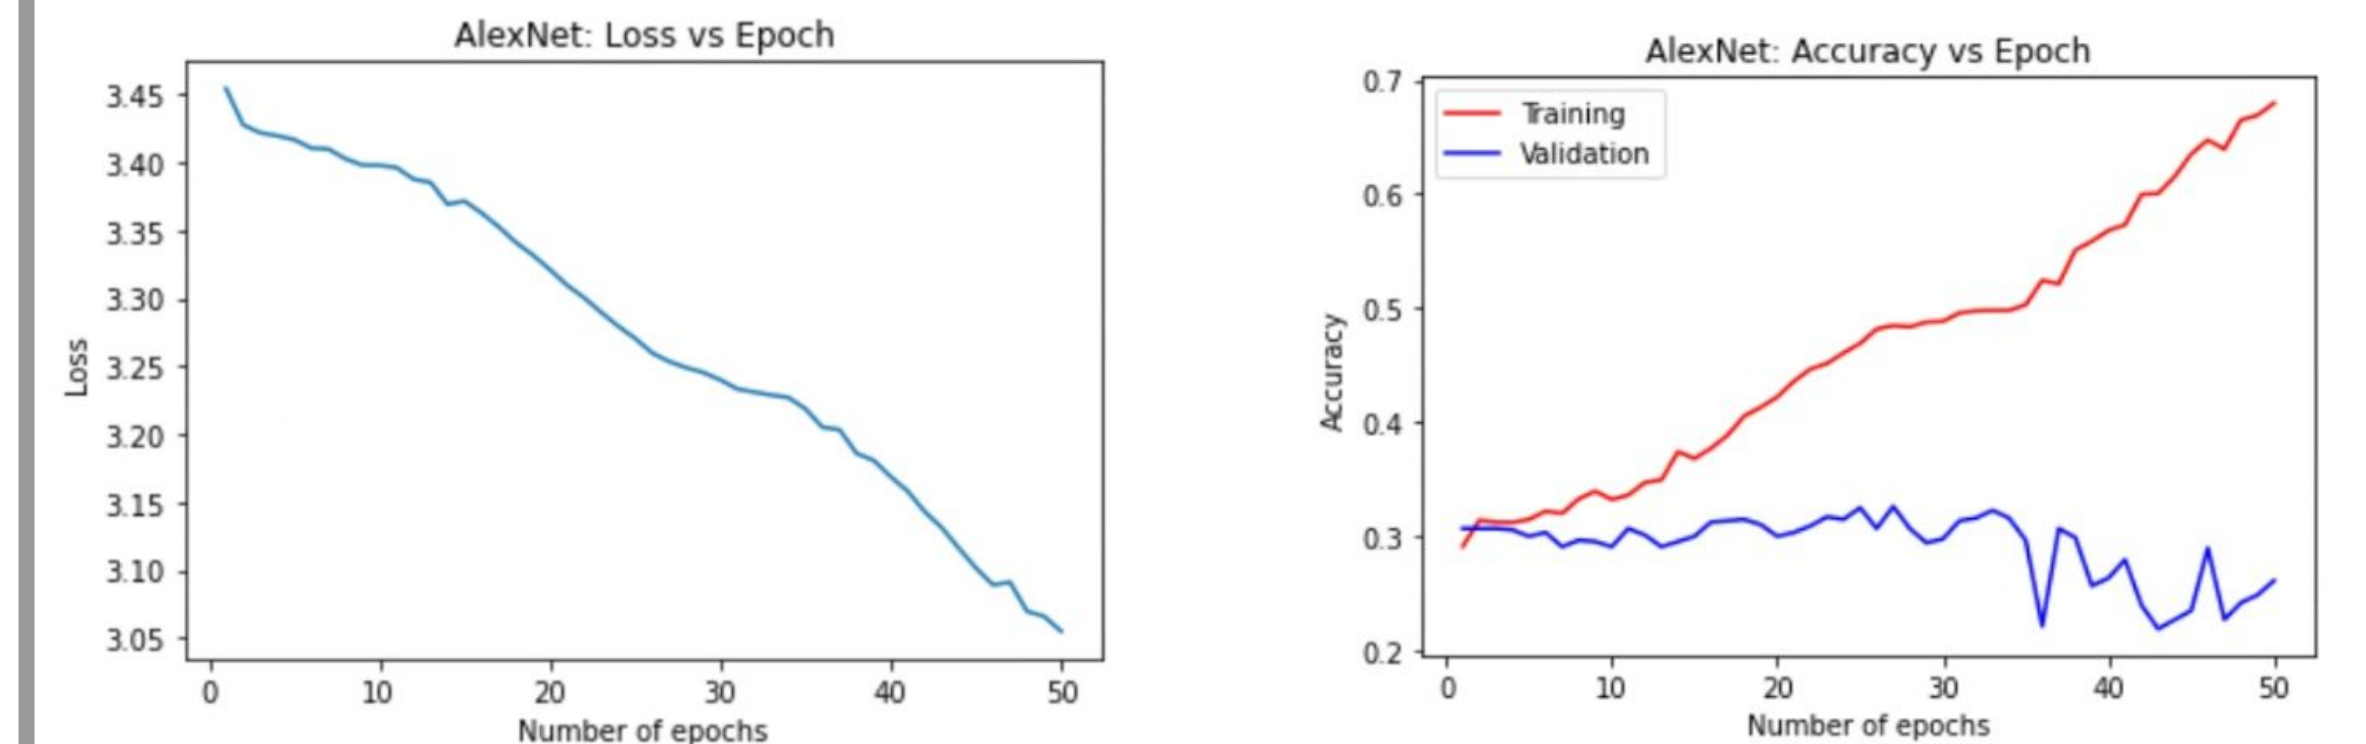 AlexNet: Loss vs Epoch
3.45
3.40
3.35
3.30
3.25
3.20
3.15
3.10
3.05
Loss
0 10 20 30 40 50
Number of epochs
AlexNet: Accuracy vs Epoch
0.7
0.6
0.5
0.4
0.3
0.2
Accuracy
Training
Validation
0 10 20 30 40 50
Number of epochs